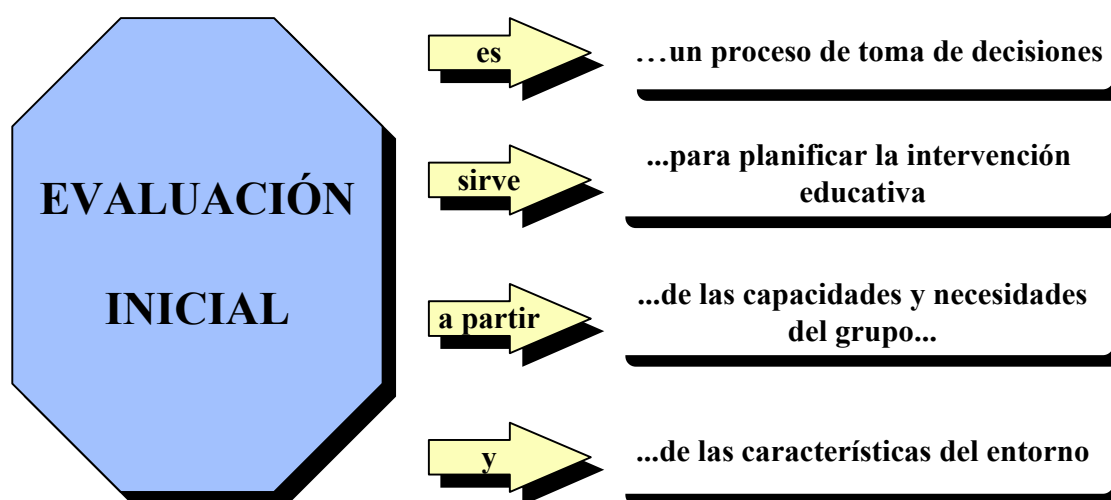 EVALUACIÓN
INICIAL
es
…un proceso de toma de decisiones
sirve
...para planificar la intervención
educativa
a partir
...de las capacidades y necesidades
del grupo...
y
...de las características del entorno